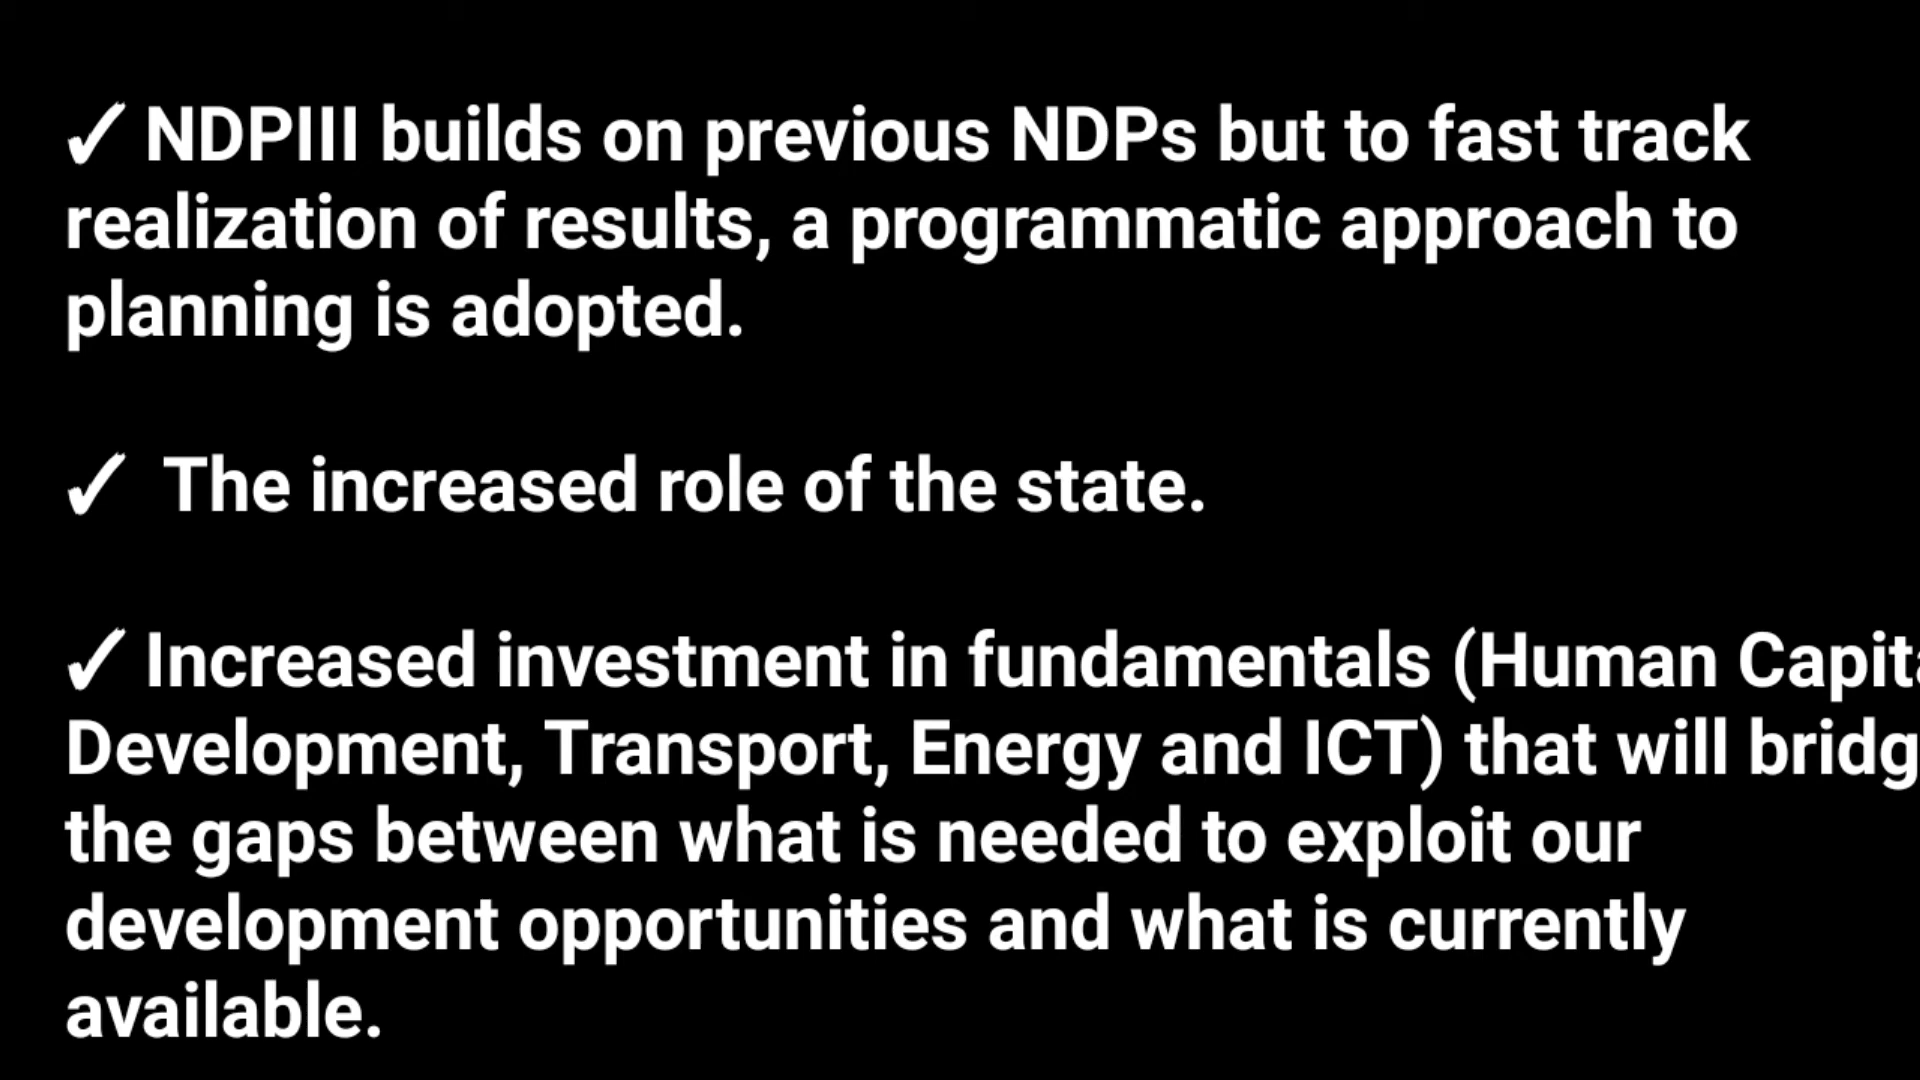 ✓ NDPIII builds on previous NDPs but to fast track
realization of results, a programmatic approach to
planning is adopted.
✓ The increased role of the state.
✓ Increased investment in fundamentals (Human Capita
Development, Transport, Energy and ICT) that will bridg
the gaps between what is needed to exploit our
development opportunities and what is currently
available.